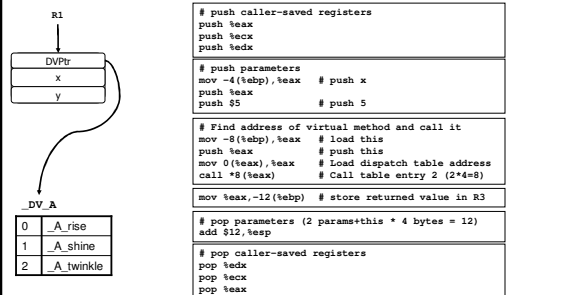 R1
DVPtr
x
y
_DV_A
0 _A_rise
1 _A_shine
2 _A_twinkle
# push caller-saved registers
push %eax
push %ecx
push %edx
# push parameters
mov -4(%ebp),%eax # push x
push %eax
push $5 # push 5
# Find address of virtual method and call it
mov -8(%ebp),%eax # load this
push %eax # push this
mov 0(%eax),%eax # Load dispatch table address
call *8(%eax) # Call table entry 2 (2*4=8)
mov %eax,-12(%ebp) # store returned value in R3
# pop parameters (2 params+this * 4 bytes = 12)
add $12,%esp
# pop caller-saved registers
pop %edx
pop %ecx
pop %eax